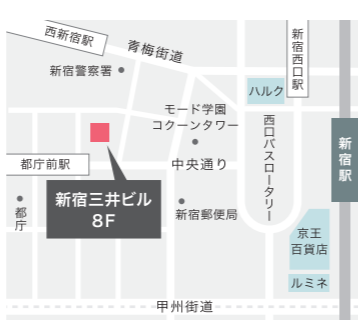 西新宿駅
青梅街道
新宿西口駅
新宿警察署
ハルク
モード学園
コクーンタワー
西口バスロータリー
新宿駅
都庁前駅
中央通り
新宿三井ビル
8F
都庁
新宿郵便局
京王
百貨店
ルミネ
甲州街道